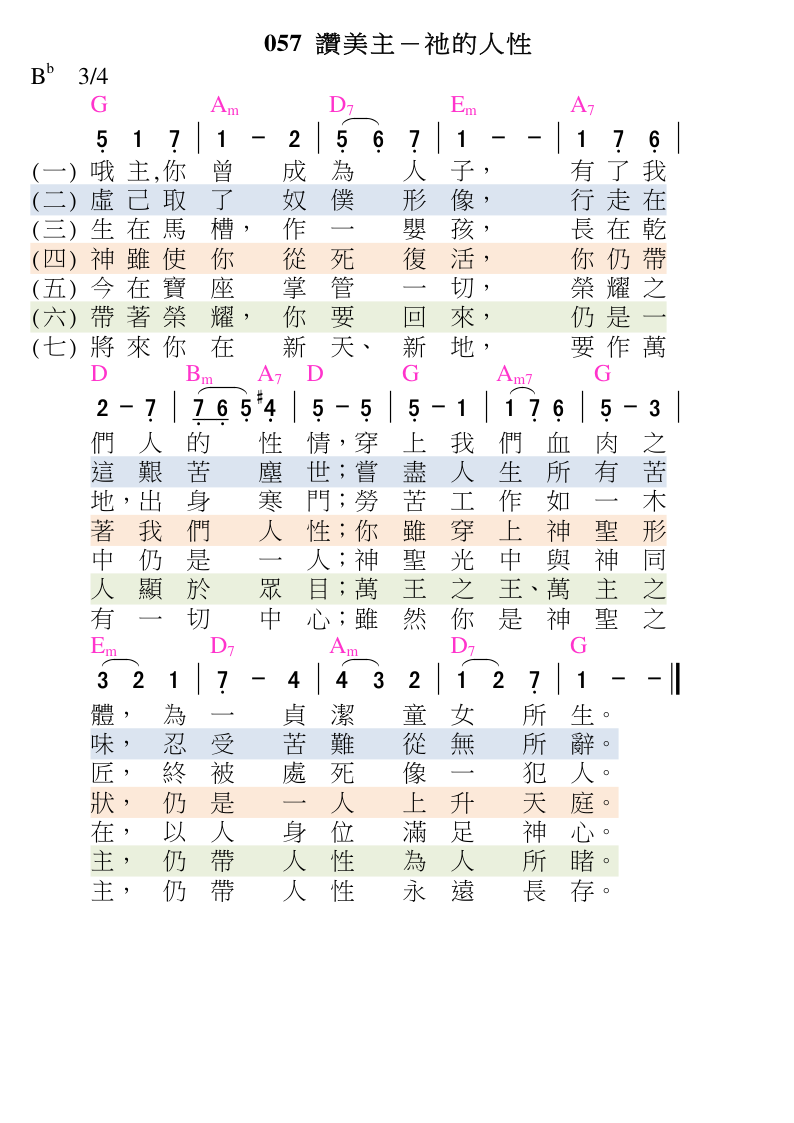 057 讚美主－祂的人性
Bb 3/4
G Am D7 Em A7
5̣ 1 7̣ | 1 － 2 | 5̣ 6̣ 7̣ | 1 － － | 1 7̣ 6̣ |
(一) 哦主,你曾成為人子，有了我
(二) 虛己取了奴僕形像，行走在
(三) 生在馬槽，作一嬰孩，長在乾
(四) 神雖使你從死復活，你仍帶
(五) 今在寶座掌管一切，榮耀之
(六) 帶著榮耀，你要回來，仍是一
(七) 將來你在新天、新地，要作萬
D Bm A7 D G Am7 G
2 － 7̣ | 7̣ 6̣ 5̣ #4̣ | 5̣ － 5̣ | 5̣ － 1 | 1 7̣ 6̣ | 5̣ － 3 |
們人的性情，穿上我們血肉之
這艱苦塵世；嘗盡人生所有苦
地，出身寒門；勞苦工作如一木
著我們人性；你雖穿上神聖形
中仍是一人；神聖光中與神同
人顯於眾目；萬王之王、萬主之
有一切中心；雖然你是神聖之
Em D7 Am D7 G
3 2 1 | 7̣ － 4 | 4 3 2 | 1 2 7̣ | 1 － － ‖
體，為一貞潔童女所生。
味，忍受苦難從無所辭。
匠，終被處死像一犯人。
狀，仍是一人上升天庭。
在，以人身位滿足神心。
主，仍帶人性為人所睹。
主，仍帶人性永遠長存。